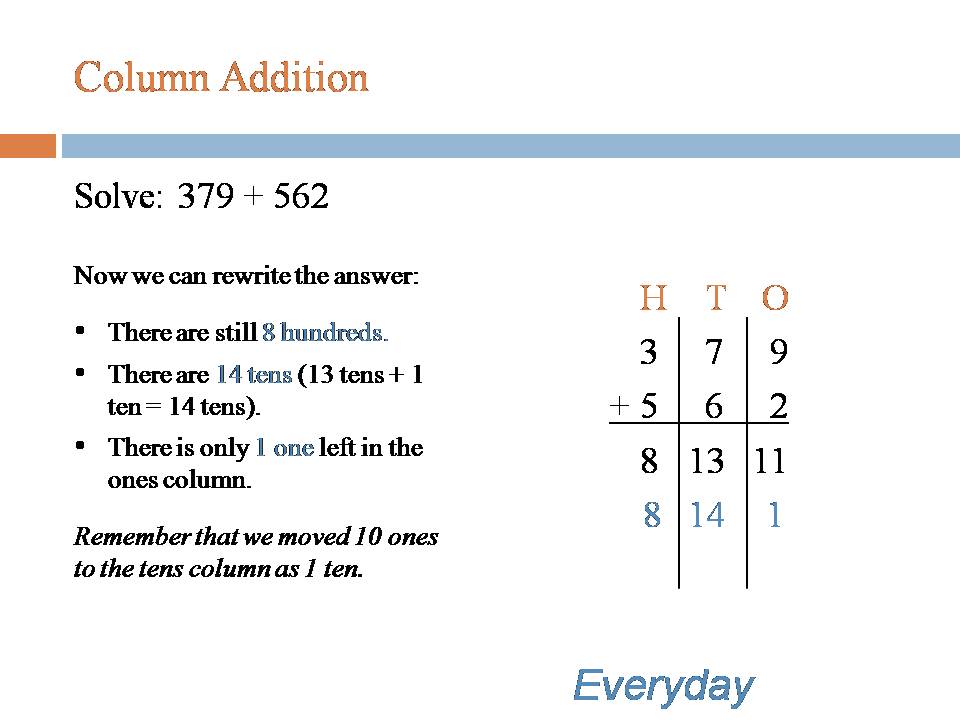 Column Addition
Solve: 379 + 562
Now we can rewrite the answer:
• There are still 8 hundreds.
• There are 14 tens (13 tens + 1
ten = 14 tens).
• There is only 1 one left in the
ones column.
Remember that we moved 10 ones
to the tens column as 1 ten.
H T O
3 7 9
+ 5 6 2
8 13 11
8 14 1
Everyday